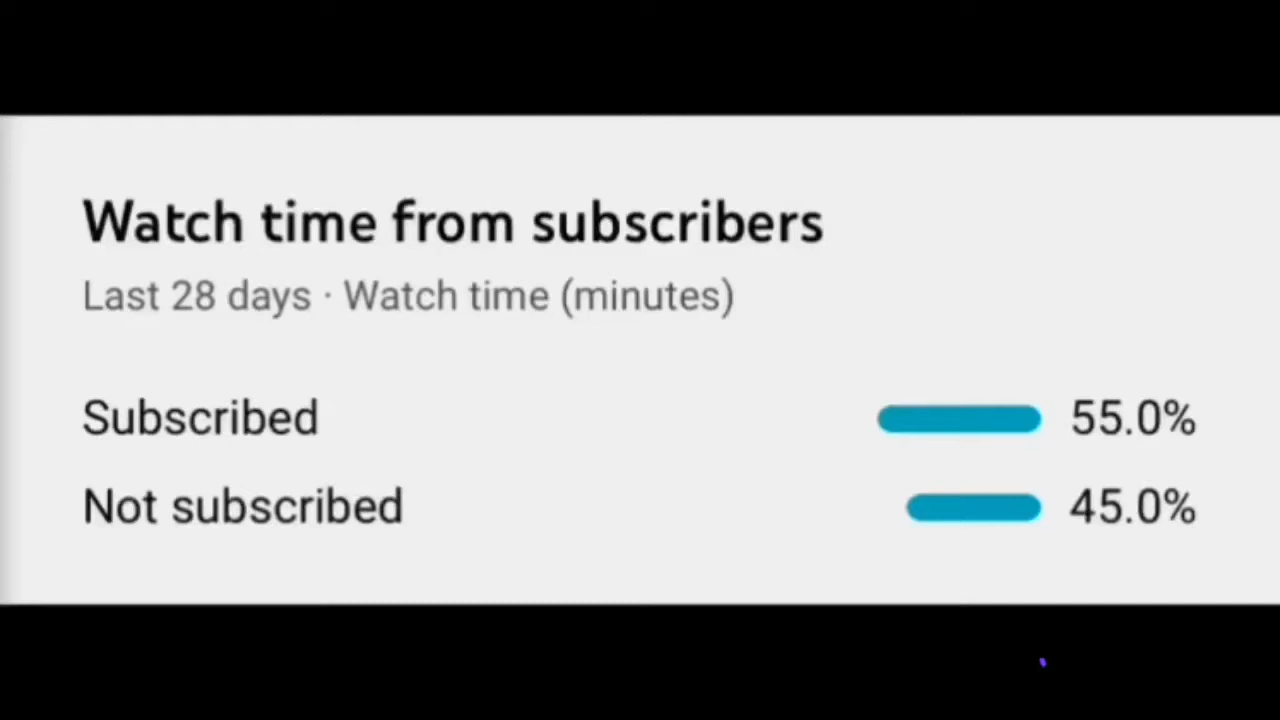 Watch time from subscribers
Last 28 days · Watch time (minutes)
Subscribed 55.0%
Not subscribed 45.0%